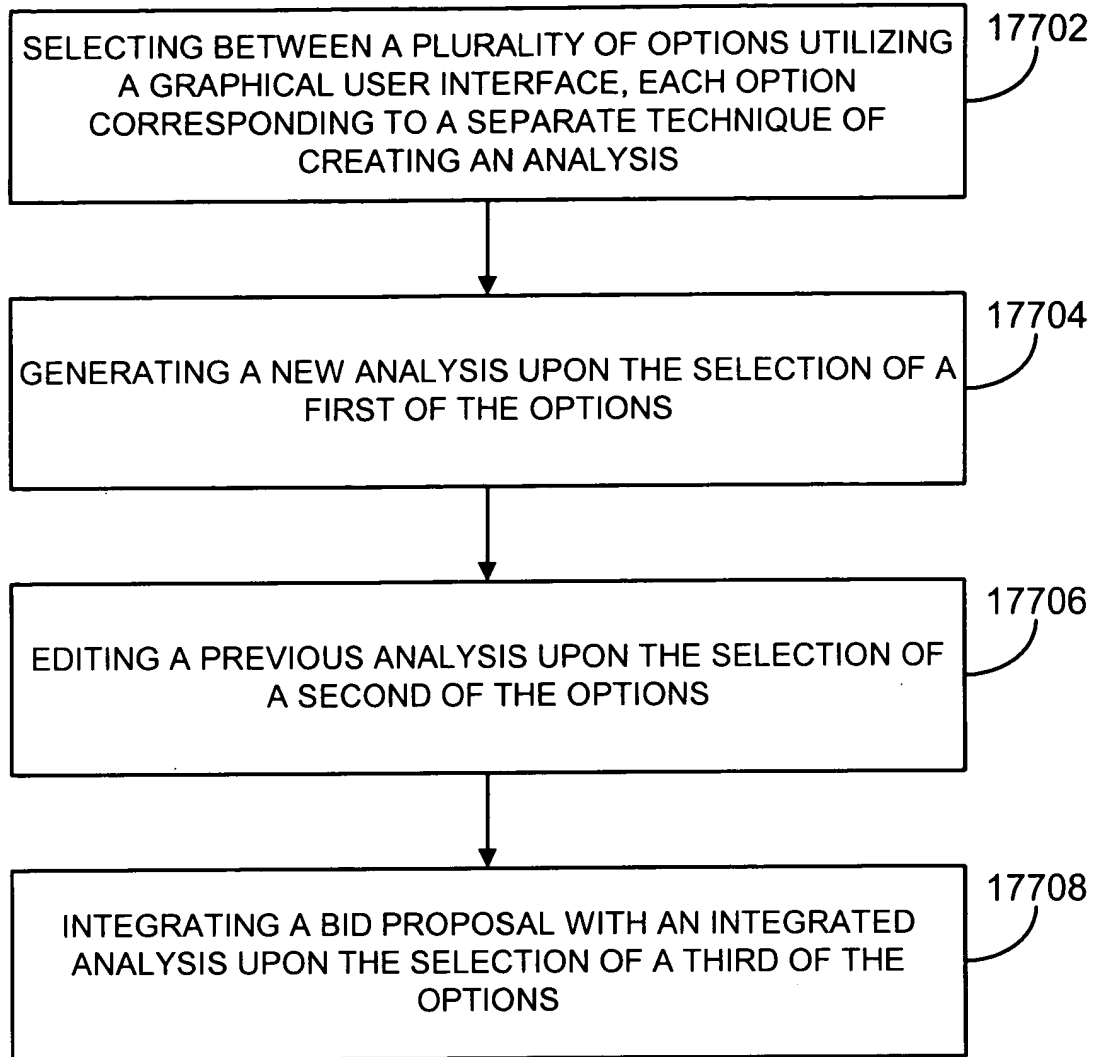 SELECTING BETWEEN A PLURALITY OF OPTIONS UTILIZING
A GRAPHICAL USER INTERFACE, EACH OPTION
CORRESPONDING TO A SEPARATE TECHNIQUE OF
CREATING AN ANALYSIS
17702
GENERATING A NEW ANALYSIS UPON THE SELECTION OF A
FIRST OF THE OPTIONS
17704
EDITING A PREVIOUS ANALYSIS UPON THE SELECTION OF
A SECOND OF THE OPTIONS
17706
INTEGRATING A BID PROPOSAL WITH AN INTEGRATED
ANALYSIS UPON THE SELECTION OF A THIRD OF THE
OPTIONS
17708